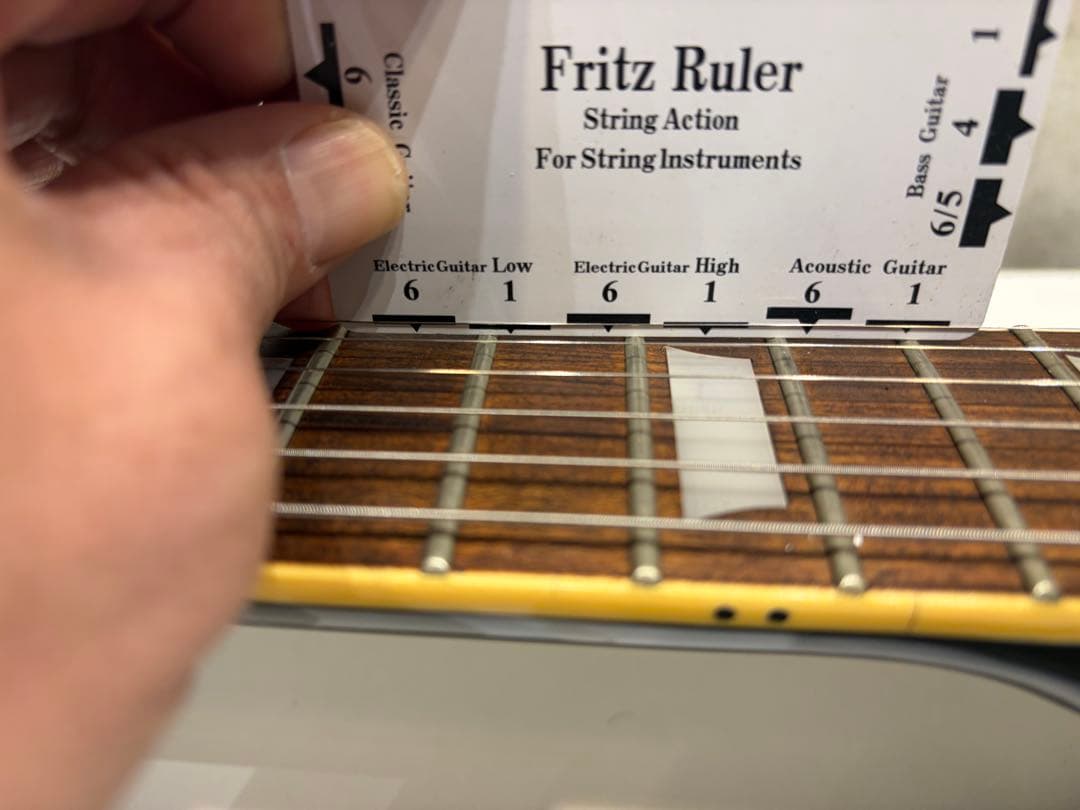 Fritz Ruler
String Action
For String Instruments
Electric Guitar Low
6 1
Electric Guitar High
6 1
Acoustic Guitar
6 1
Classic
6
Bass Guitar
6/5 4 1